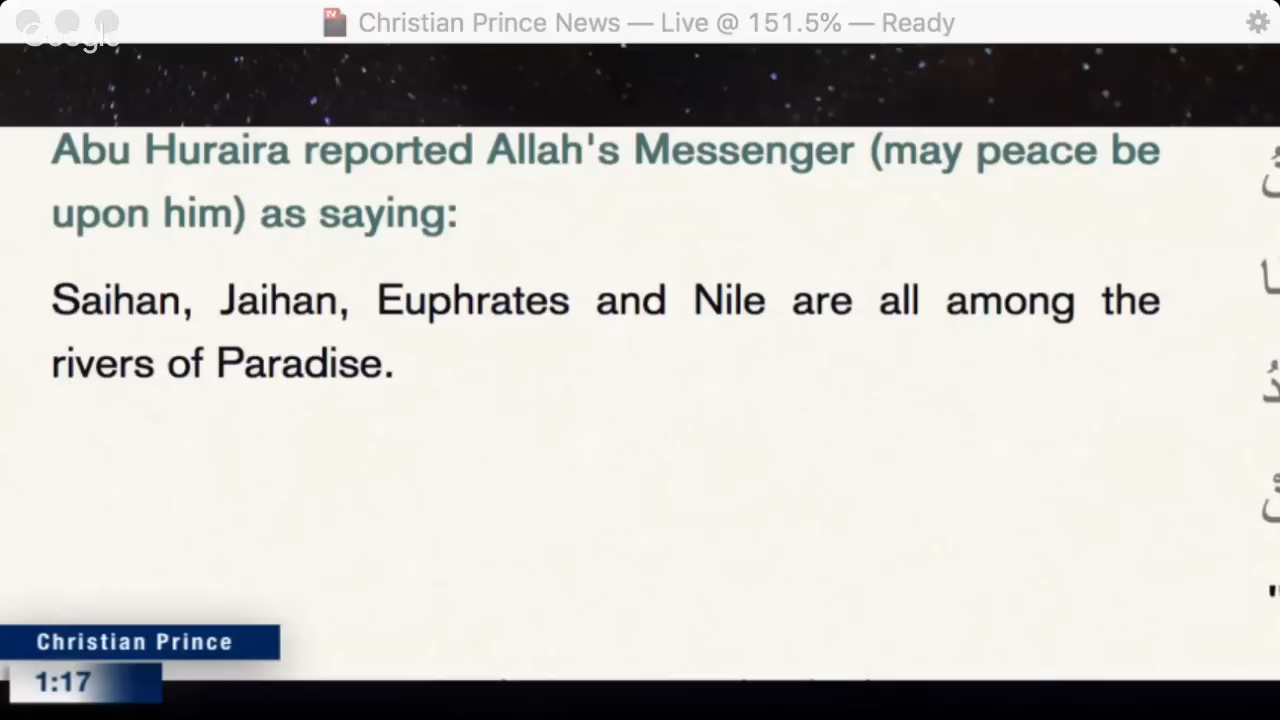 Christian Prince News — Live @ 151.5% — Ready
Google
Abu Huraira reported Allah's Messenger (may peace be
upon him) as saying:
Saihan, Jaihan, Euphrates and Nile are all among the
rivers of Paradise.
Christian Prince
1:17